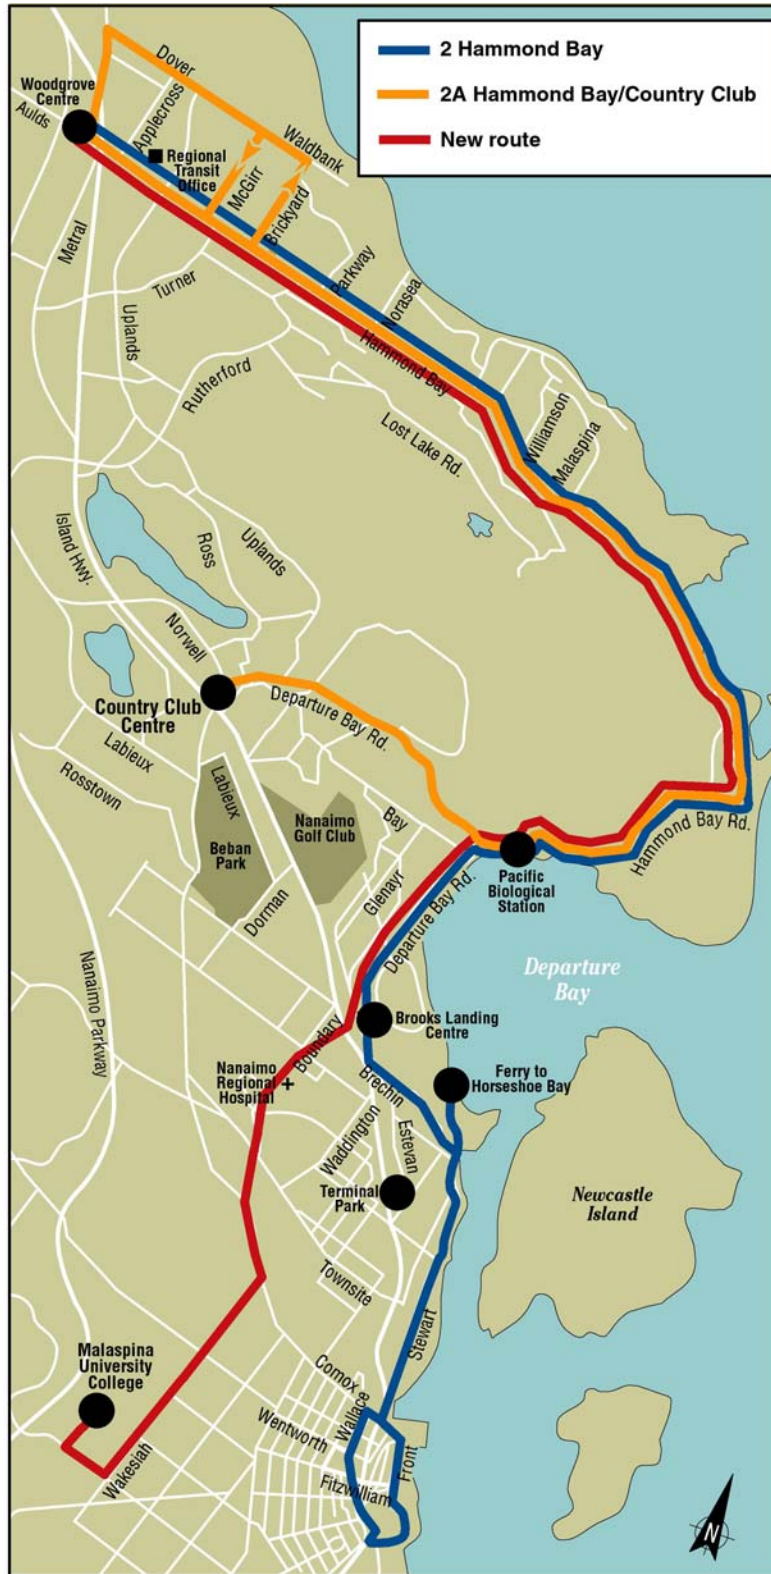 2 Hammond Bay
2A Hammond Bay/Country Club
New route
Dover
Woodgrove
Centre
Aulds
Applecross
Waldbank
Regional
Transit
Office
McGirr
Brickyard
Metral
Parkway
Turner
Norasea
Uplands
Hammond Bay
Rutherford
Williamson
Lost Lake Rd.
Malaspina
Island Hwy.
Ross
Uplands
Norwell
Country Club
Centre
Departure Bay Rd.
Labieux
Rosstown
Labieux
Nanaimo
Golf Club
Bay
Hammond Bay Rd.
Beban
Park
Pacific
Biological
Station
Glenayr
Dorman
Departure Bay Rd.
Departure
Bay
Nanaimo Parkway
Boundary
Brooks Landing
Centre
Nanaimo
Regional
Hospital
Brechin
Ferry to
Horseshoe Bay
Waddington
Estevan
Terminal
Park
Newcastle
Island
Townsite
Stewart
Malaspina
University
College
Comox
Wallace
Wentworth
Front
Wakesiah
Fitzwilliam
N